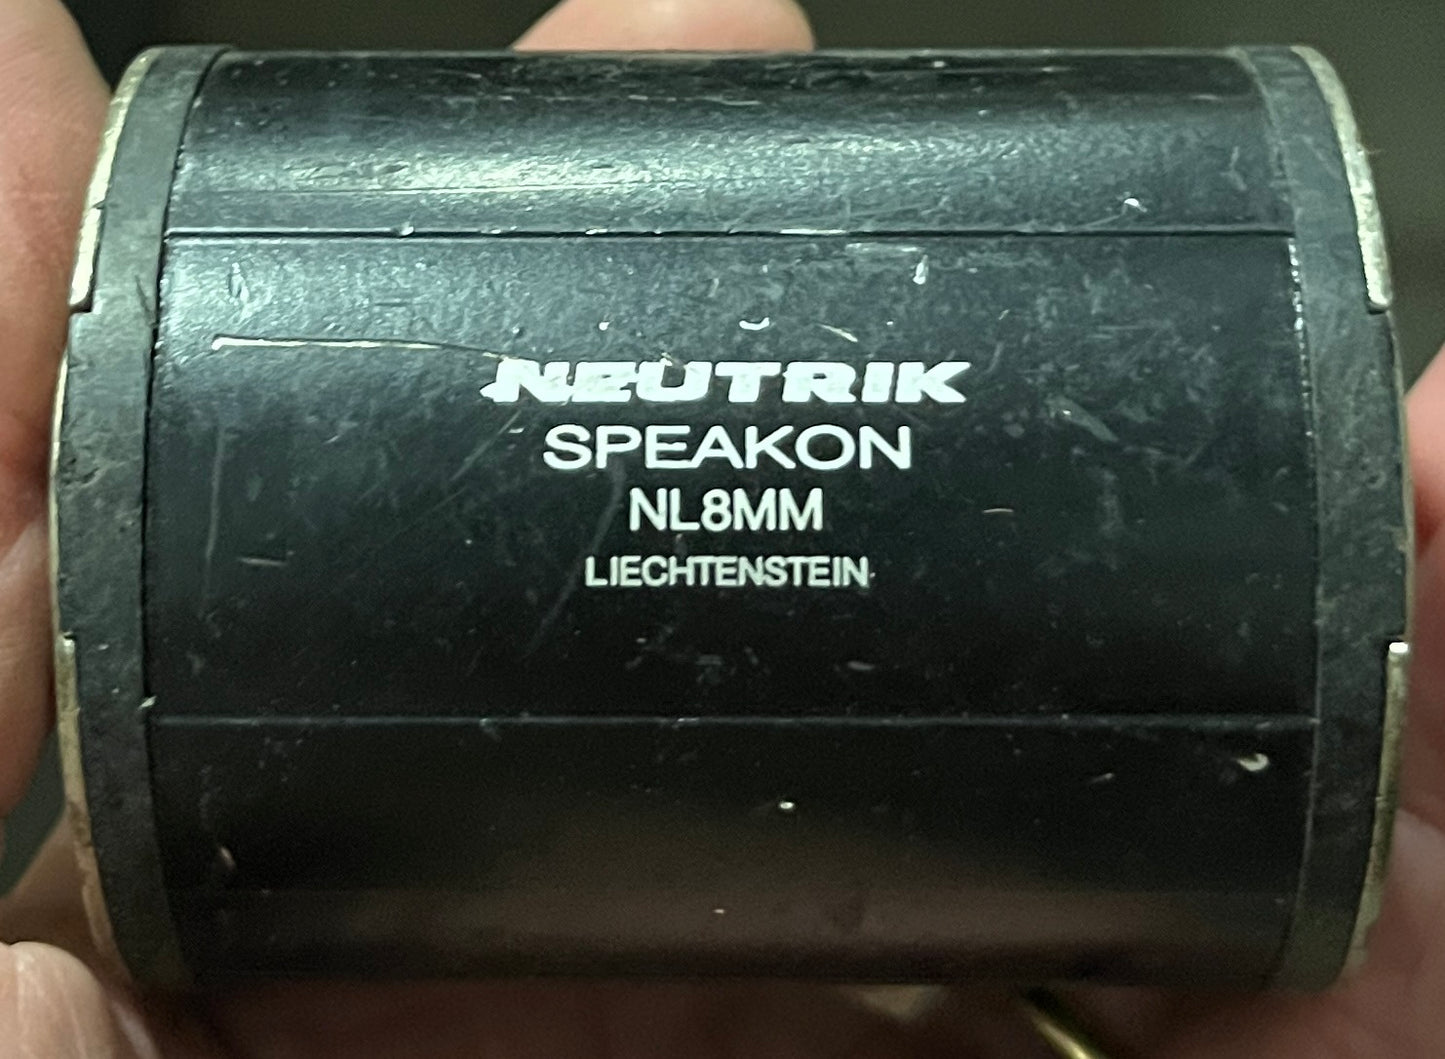 NEUTRIK
SPEAKON
NL8MM
LIECHTENSTEIN